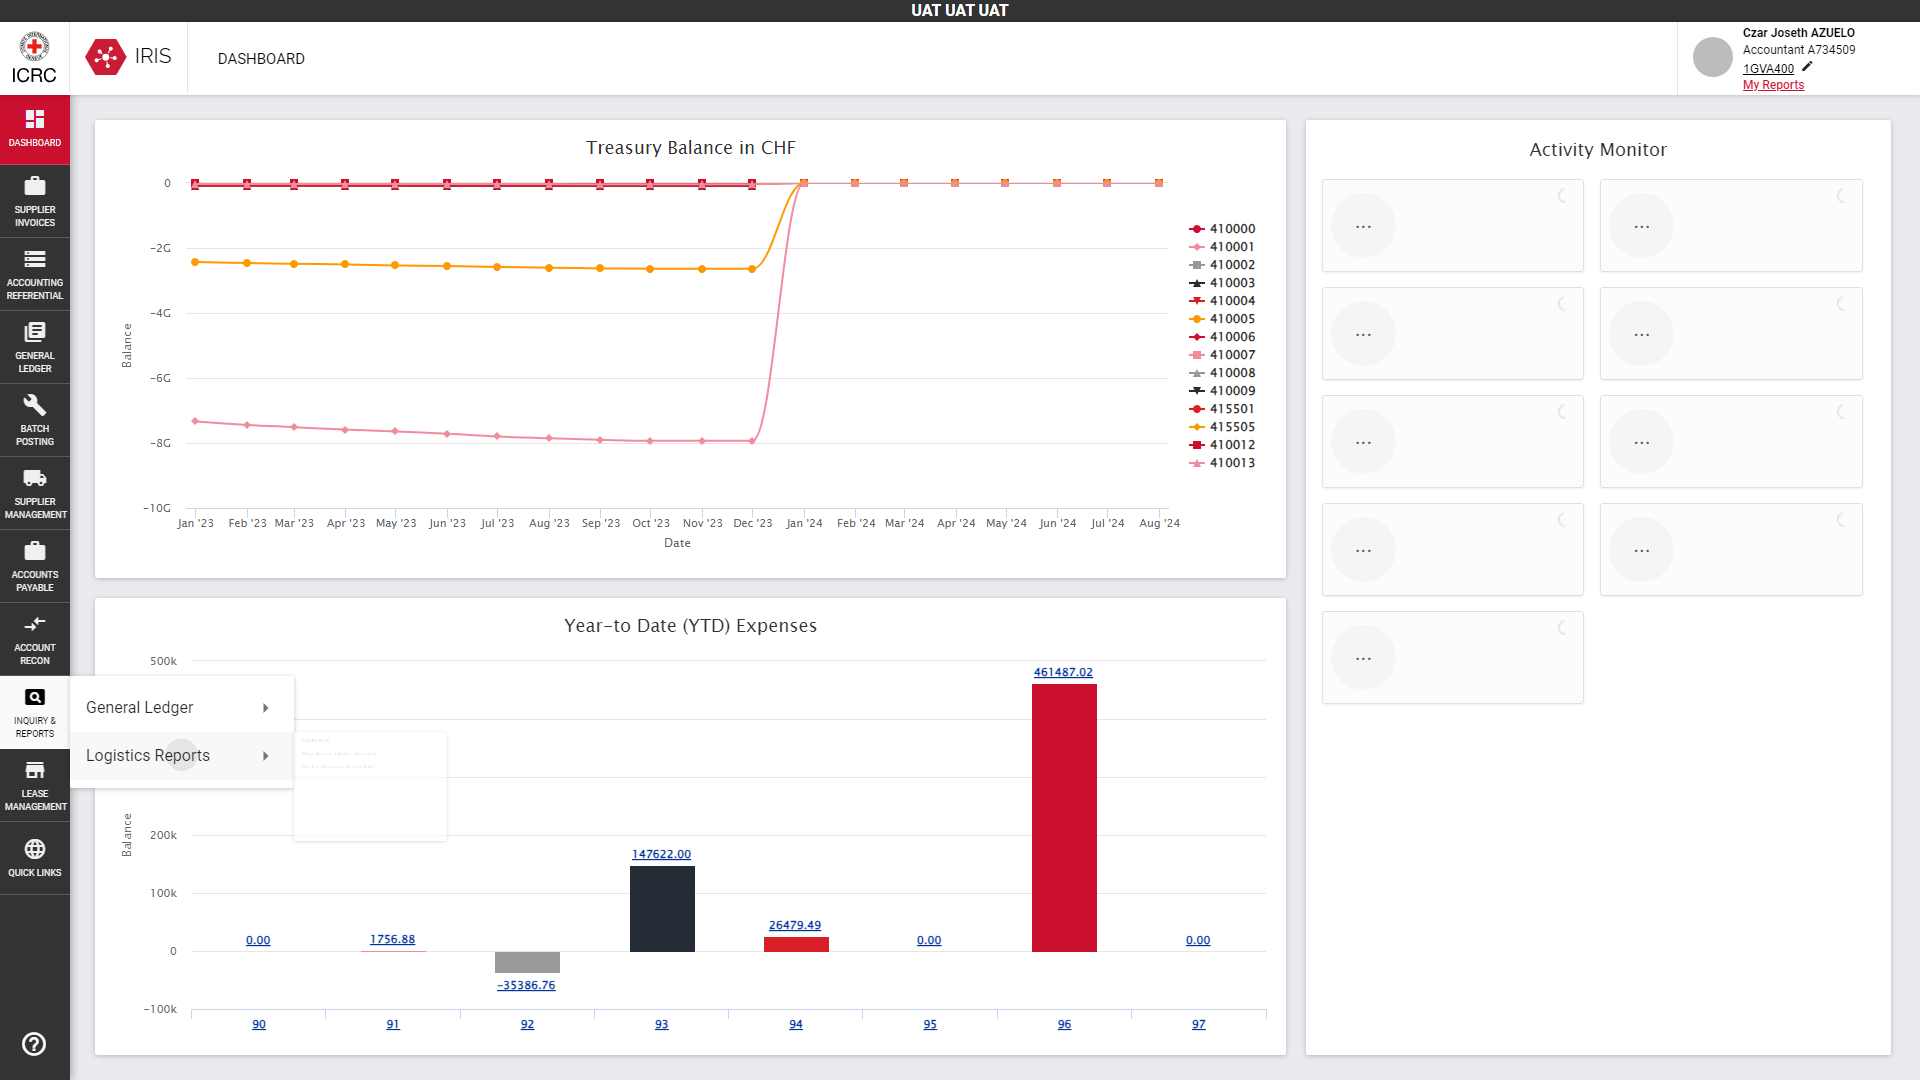 UAT UAT UAT
ICRC
IRIS
DASHBOARD
Czar Joseth AZUELO
Accountant A734509
1GVA400
My Reports
DASHBOARD
SUPPLIER
INVOICES
ACCOUNTING
REFERENTIAL
GENERAL
LEDGER
BATCH
POSTING
SUPPLIER
MANAGEMENT
ACCOUNTS
PAYABLE
ACCOUNT
RECON
INQUIRY &
REPORTS
LEASE
MANAGEMENT
QUICK LINKS
General Ledger
Logistics Reports
Treasury Balance in CHF
Balance
0
−2G
−4G
−6G
−8G
−10G
Jan '23 Feb '23 Mar '23 Apr '23 May '23 Jun '23 Jul '23 Aug '23 Sep '23 Oct '23 Nov '23 Dec '23 Jan '24 Feb '24 Mar '24 Apr '24 May '24 Jun '24 Jul '24 Aug '24
Date
410000
410001
410002
410003
410004
410005
410006
410007
410008
410009
415501
415505
410012
410013
Year−to Date (YTD) Expenses
Balance
500k
200k
100k
0
−100k
0.00
1756.88
−35386.76
147622.00
26479.49
0.00
461487.02
0.00
90 91 92 93 94 95 96 97
Activity Monitor
...
...
...
...
...
...
...
...
...